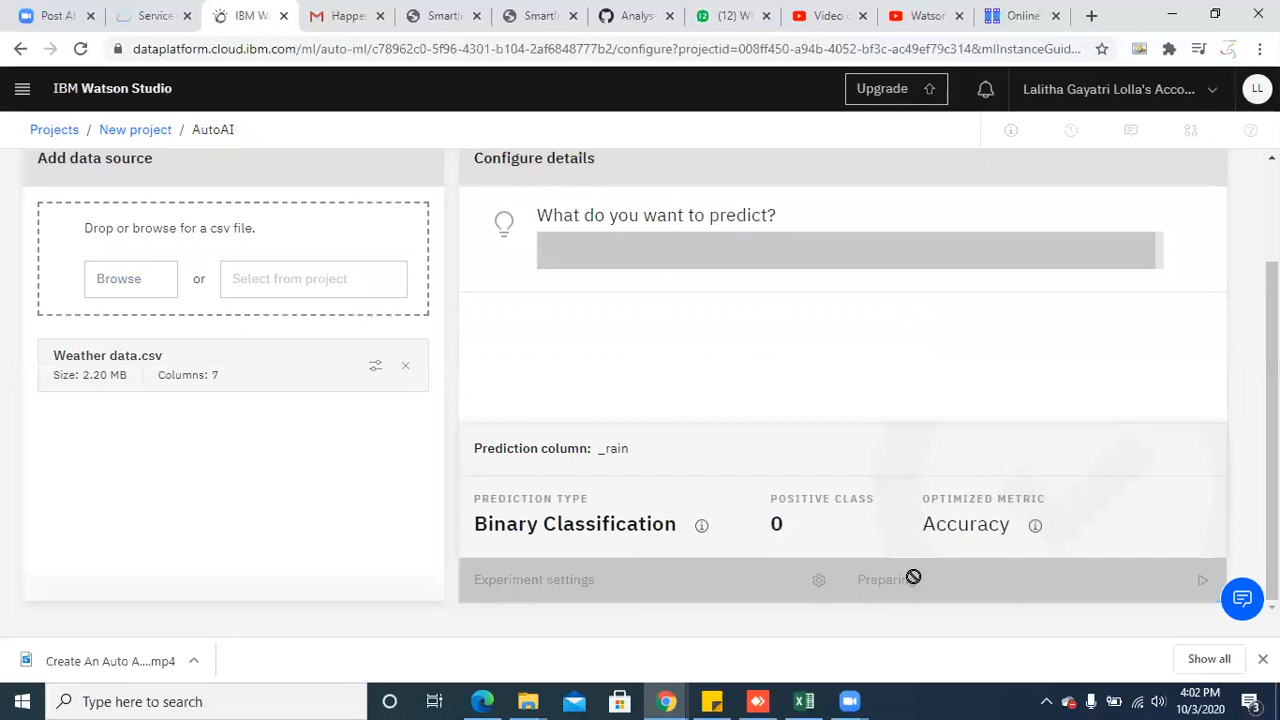 Post At
Service
IBM W
Happe
SmartI
SmartI
Analys
(12) W
Video c
Watsor
Online
dataplatform.cloud.ibm.com/ml/auto-ml/c78962c0-5f96-4301-b104-2af6848777b2/configure?projectid=008ff450-a94b-4052-bf3c-ac49ef79c314&mlInstanceGuid...
IBM Watson Studio
Upgrade
Lalitha Gayatri Lolla's Acco...
LL
Projects / New project / AutoAI
Add data source
Configure details
Drop or browse for a csv file.
Browse or Select from project
Weather data.csv
Size: 2.20 MB Columns: 7
What do you want to predict?
Prediction column: _rain
PREDICTION TYPE
Binary Classification
POSITIVE CLASS
0
OPTIMIZED METRIC
Accuracy
Experiment settings
Create An Auto A....mp4
Show all
Type here to search
4:02 PM
10/3/2020
3